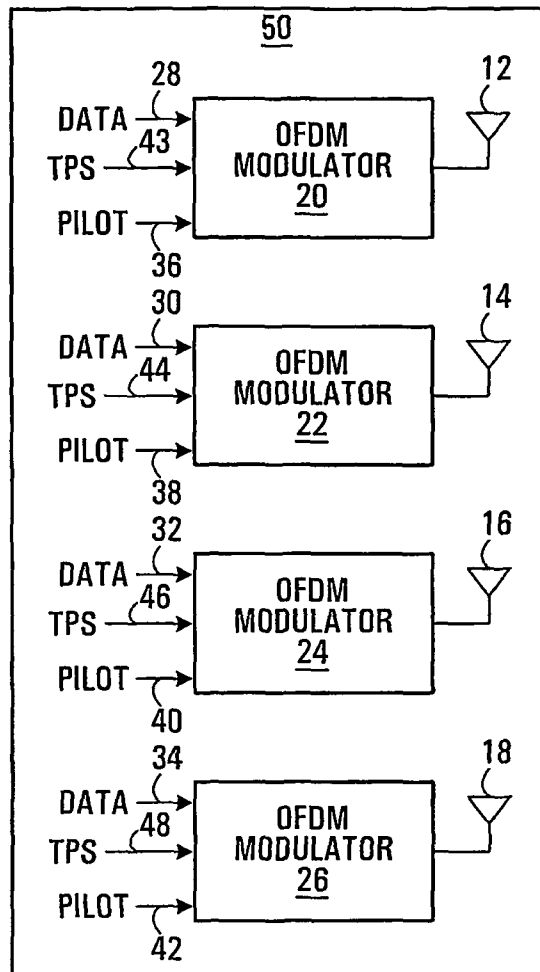 50
28
12
DATA
OFDM
43
MODULATOR
TPS
20
PILOT
36
30
14
DATA
OFDM
44
MODULATOR
TPS
22
PILOT
38
32
16
DATA
OFDM
46
MODULATOR
TPS
24
PILOT
40
34
18
DATA
OFDM
48
MODULATOR
TPS
26
PILOT
42